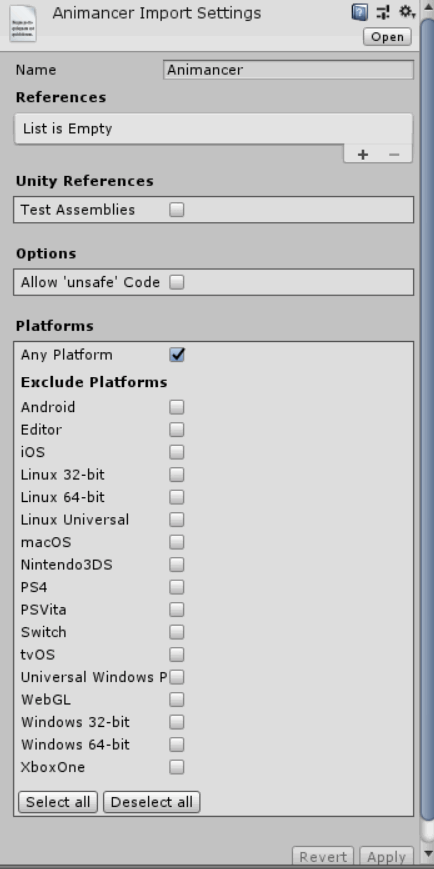 Animancer Import Settings
Open
Name Animancer
References
List is Empty
+ −
Unity References
Test Assemblies
Options
Allow 'unsafe' Code
Platforms
Any Platform
Exclude Platforms
Android
Editor
iOS
Linux 32-bit
Linux 64-bit
Linux Universal
macOS
Nintendo3DS
PS4
PSVita
Switch
tvOS
Universal Windows P
WebGL
Windows 32-bit
Windows 64-bit
XboxOne
Select all Deselect all
Revert Apply